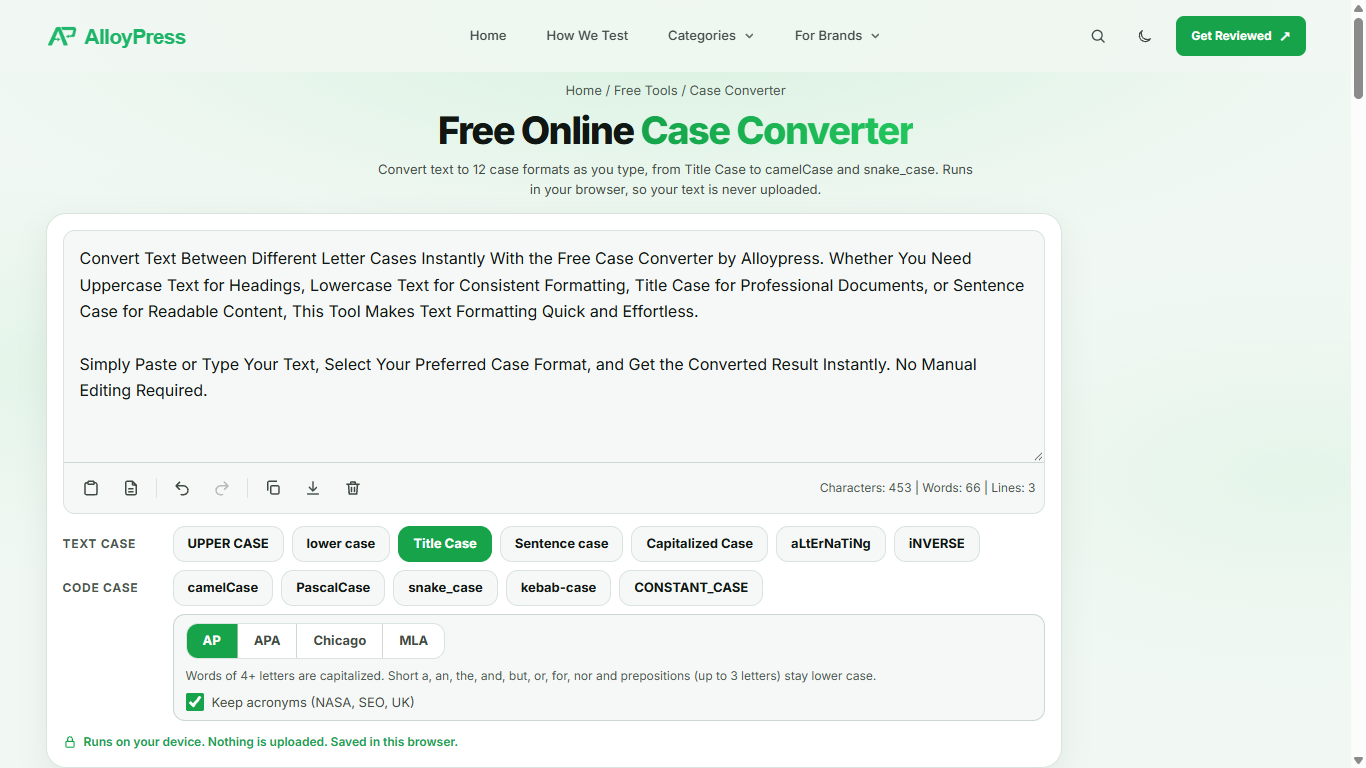 AlloyPress
Home How We Test Categories For Brands Get Reviewed ↗
Home / Free Tools / Case Converter
Free Online Case Converter
Convert text to 12 case formats as you type, from Title Case to camelCase and snake_case. Runs
in your browser, so your text is never uploaded.
Convert Text Between Different Letter Cases Instantly With the Free Case Converter by Alloypress. Whether You Need
Uppercase Text for Headings, Lowercase Text for Consistent Formatting, Title Case for Professional Documents, or Sentence
Case for Readable Content, This Tool Makes Text Formatting Quick and Effortless.
Simply Paste or Type Your Text, Select Your Preferred Case Format, and Get the Converted Result Instantly. No Manual
Editing Required.
Characters: 453 | Words: 66 | Lines: 3
TEXT CASE UPPER CASE lower case Title Case Sentence case Capitalized Case aLtErNaTiNg iNVERSE
CODE CASE camelCase PascalCase snake_case kebab-case CONSTANT_CASE
AP APA Chicago MLA
Words of 4+ letters are capitalized. Short a, an, the, and, but, or, for, nor and prepositions (up to 3 letters) stay lower case.
Keep acronyms (NASA, SEO, UK)
Runs on your device. Nothing is uploaded. Saved in this browser.